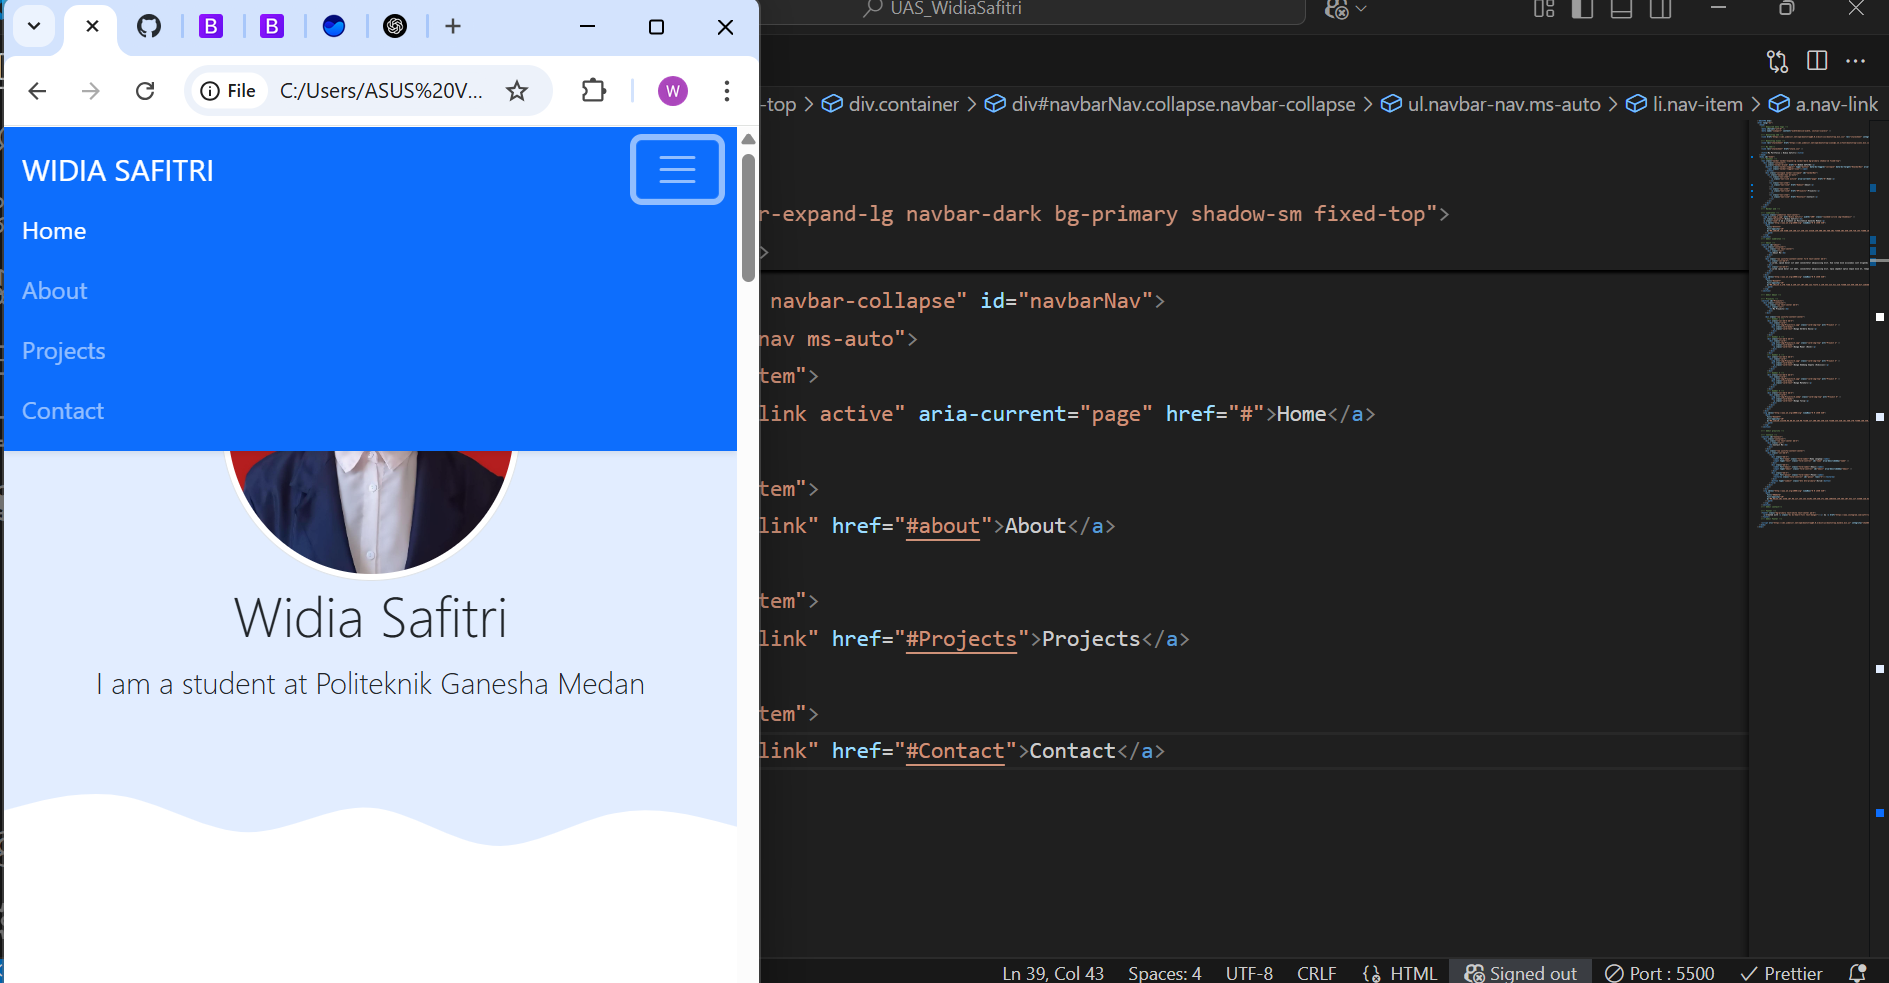 UAS_WidiaSafitri
File C:/Users/ASUS%20V...
W
WIDIA SAFITRI
Home
About
Projects
Contact
Widia Safitri
I am a student at Politeknik Ganesha Medan
-top > div.container > div#navbarNav.collapse.navbar-collapse > ul.navbar-nav.ms-auto > li.nav-item > a.nav-link
r-expand-lg navbar-dark bg-primary shadow-sm fixed-top">
>
navbar-collapse" id="navbarNav">
nav ms-auto">
tem">
link active" aria-current="page" href="#">Home</a>
tem">
link" href="#about">About</a>
tem">
link" href="#Projects">Projects</a>
tem">
link" href="#Contact">Contact</a>
Ln 39, Col 43 Spaces: 4 UTF-8 CRLF {} HTML Signed out Port : 5500 Prettier